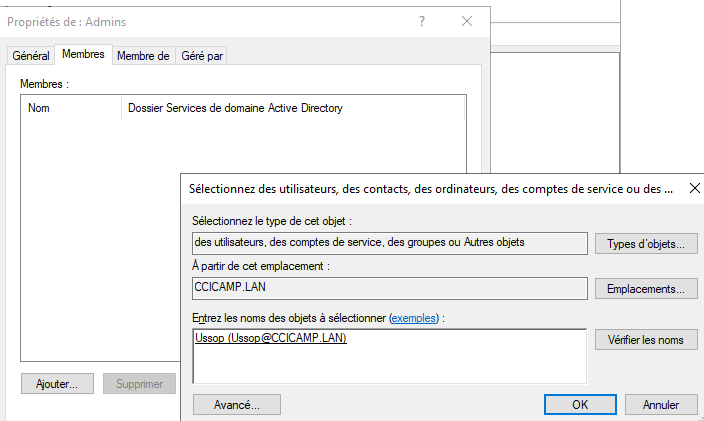 Propriétés de : Admins
Général Membres Membre de Géré par
Membres :
Nom Dossier Services de domaine Active Directory
Sélectionnez des utilisateurs, des contacts, des ordinateurs, des comptes de service ou des ...
Sélectionnez le type de cet objet :
des utilisateurs, des comptes de service, des groupes ou Autres objets Types d'objets...
À partir de cet emplacement :
CCICAMP.LAN Emplacements...
Entrez les noms des objets à sélectionner (exemples) :
Ussop (Ussop@CCICAMP.LAN) Vérifier les noms
Ajouter... Supprimer
Avancé... OK Annuler